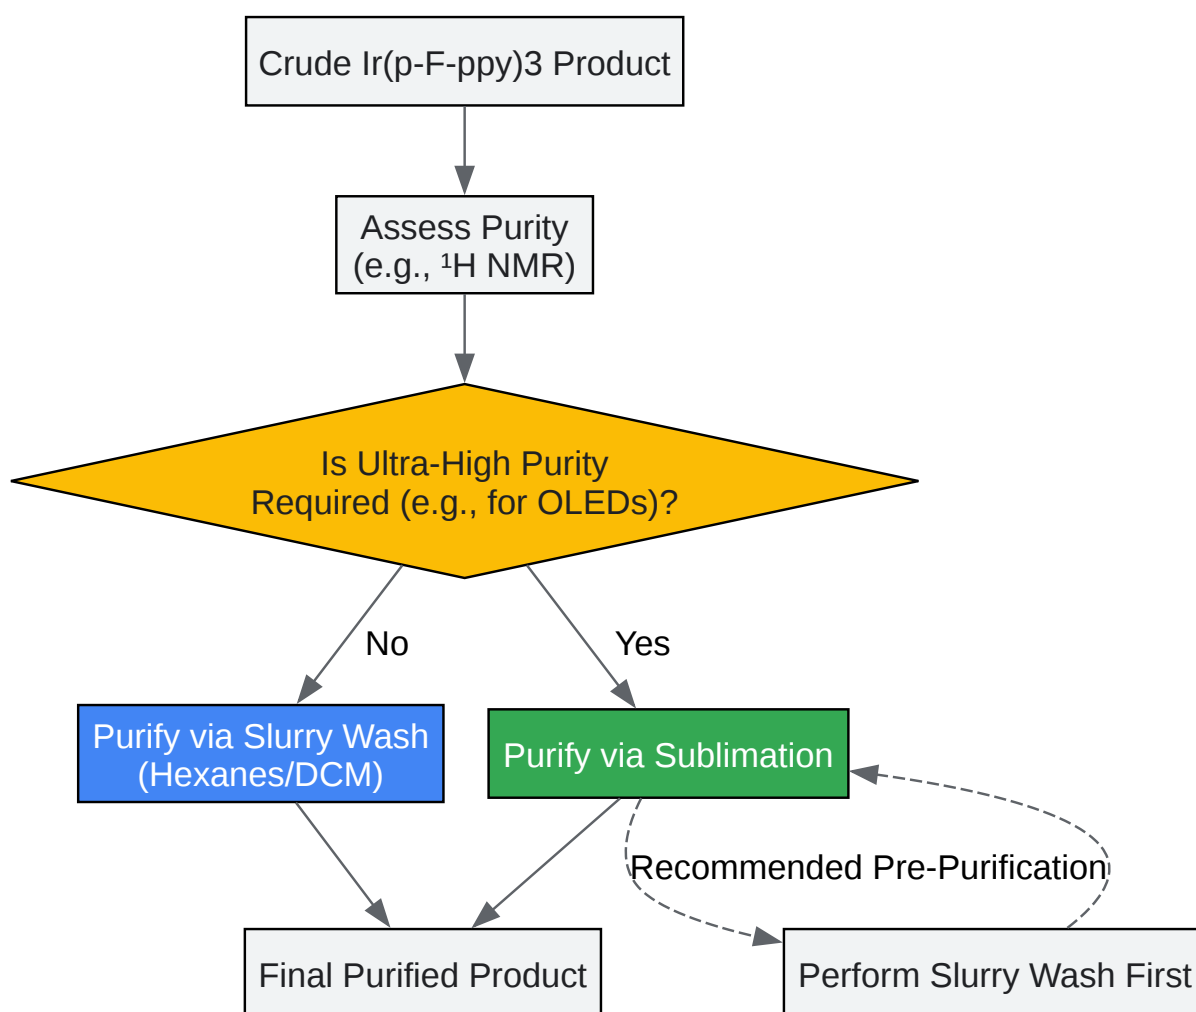 Crude Ir(p-F-ppy)3 Product
Assess Purity
(e.g., ¹H NMR)
Is Ultra-High Purity
Required (e.g., for OLEDs)?
No
Yes
Purify via Slurry Wash
(Hexanes/DCM)
Purify via Sublimation
Recommended Pre-Purification
Final Purified Product
Perform Slurry Wash First